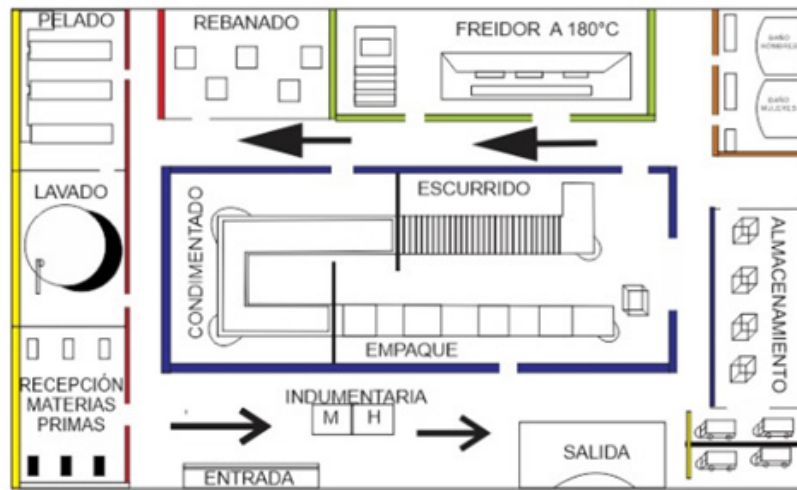 PELADO
REBANADO
FREIDOR A 180°C
BAÑO
HOMBRES
BAÑO
MUJERES
LAVADO
CONDIMENTADO
ESCURRIDO
ALMACENAMIENTO
EMPAQUE
RECEPCIÓN
MATERIAS
PRIMAS
INDUMENTARIA
M H
ENTRADA
SALIDA